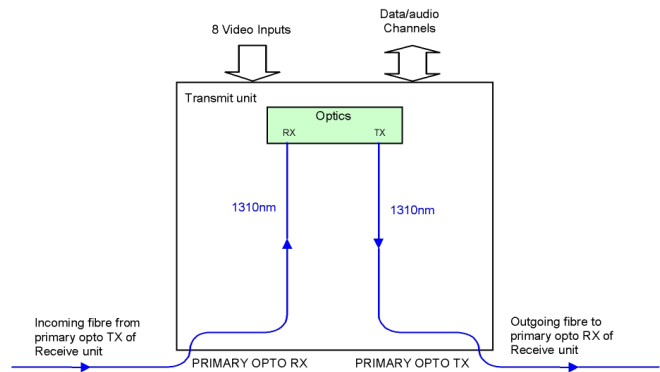 Data/audio
Channels
8 Video Inputs
Transmit unit
Optics
RX
TX
1310nm
1310nm
Incoming fibre from
primary opto TX of
Receive unit
Outgoing fibre to
primary opto RX of
Receive unit
PRIMARY OPTO RX
PRIMARY OPTO TX